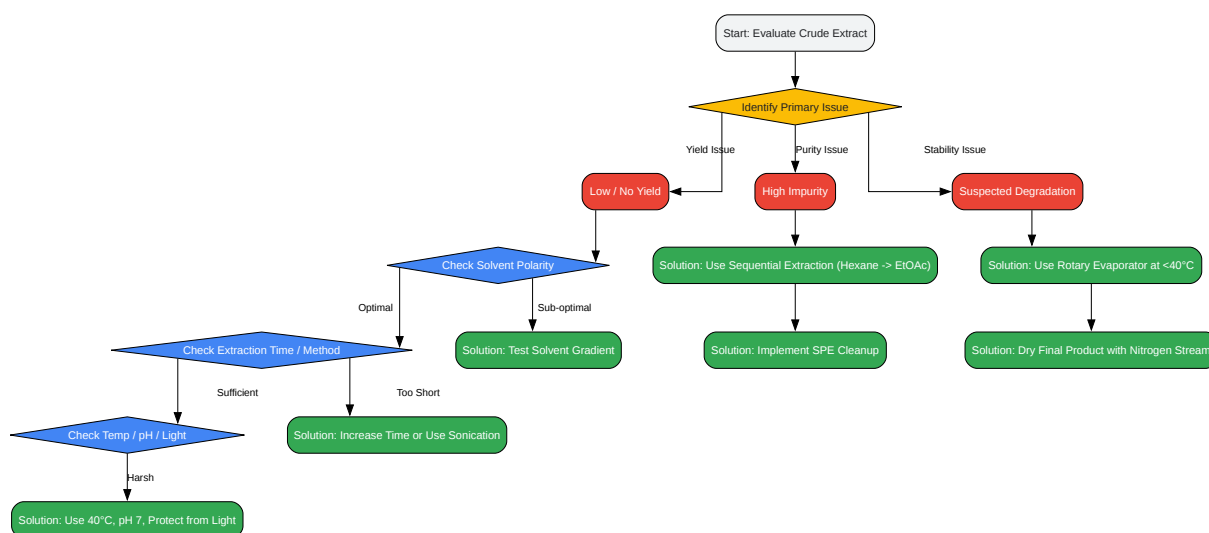 Start: Evaluate Crude Extract
Identify Primary Issue
Yield Issue
Purity Issue
Stability Issue
Low / No Yield
High Impurity
Suspected Degradation
Check Solvent Polarity
Solution: Use Sequential Extraction (Hexane -> EtOAc)
Solution: Use Rotary Evaporator at <40°C
Optimal
Sub-optimal
Check Extraction Time / Method
Solution: Test Solvent Gradient
Solution: Implement SPE Cleanup
Solution: Dry Final Product with Nitrogen Stream
Sufficient
Too Short
Check Temp / pH / Light
Solution: Increase Time or Use Sonication
Harsh
Solution: Use 40°C, pH 7, Protect from Light